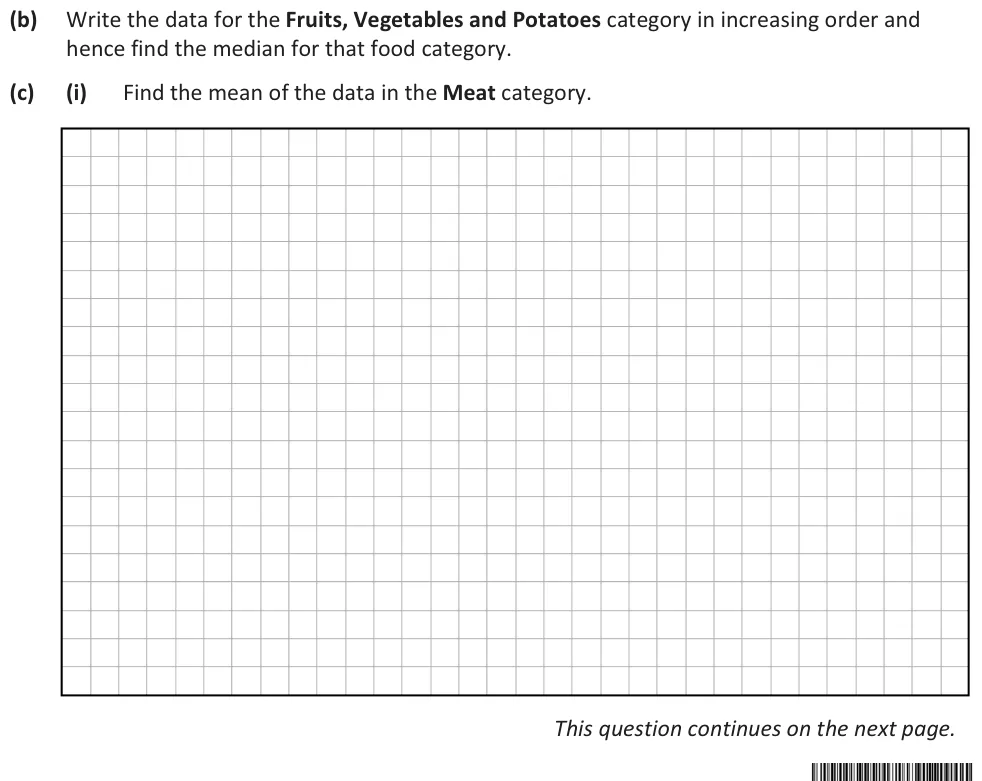 (b) Write the data for the Fruits, Vegetables and Potatoes category in increasing order and
hence find the median for that food category.
(c) (i) Find the mean of the data in the Meat category.
This question continues on the next page.